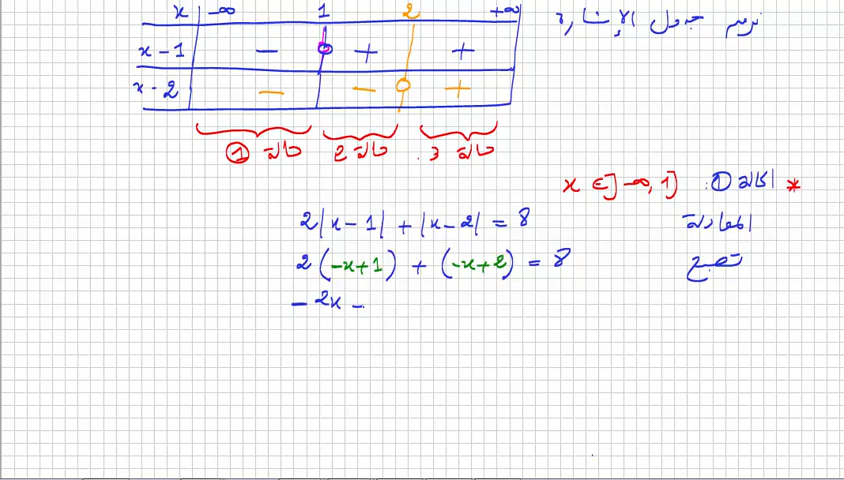 نرسم جدول الإشارة
x -∞ 1 2 +∞
x-1 - 0 + +
x-2 - - 0 +
حالة 1 حالة 2 حالة 3
* الحالة 1: x ∈ ]-∞, 1]
المعادلة 2|x-1| + |x-2| = 8
تصبح 2(-x+1) + (-x+2) = 8
-2x -